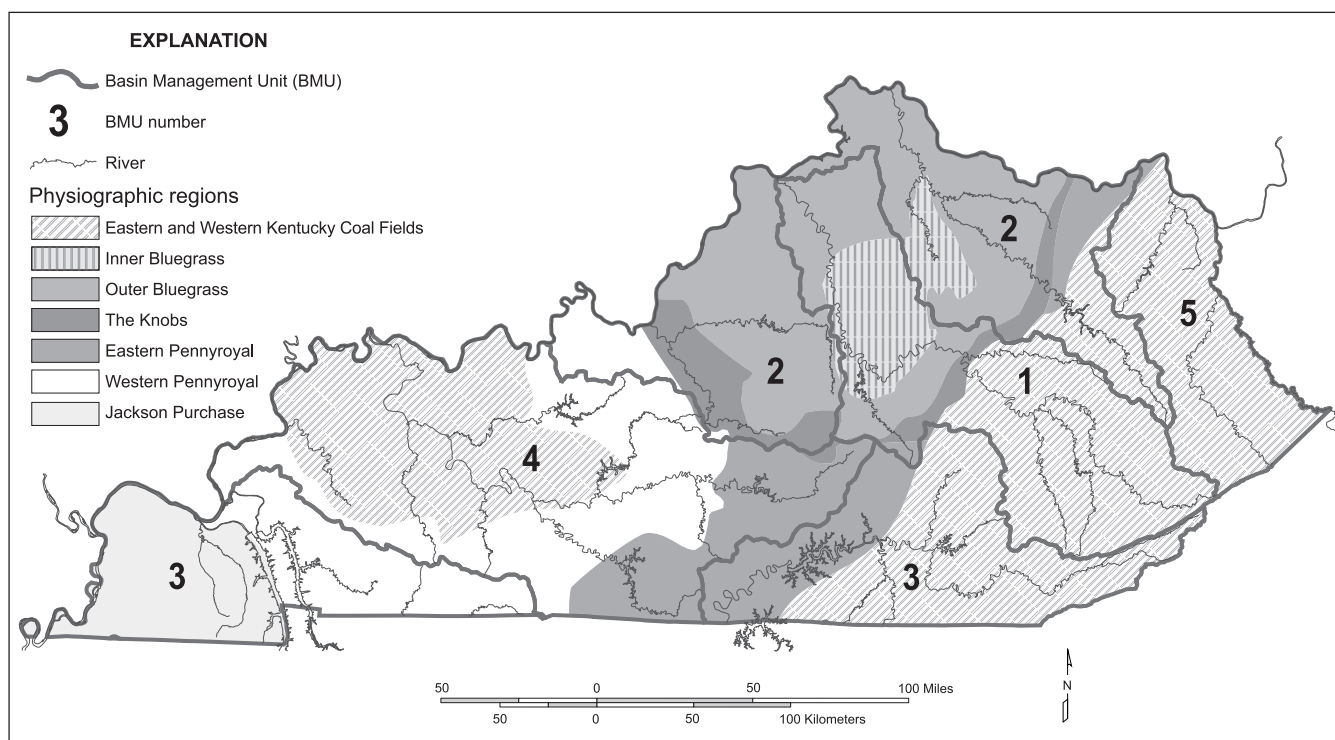 EXPLANATION
Basin Management Unit (BMU)
3
BMU number
River
Physiographic regions
Eastern and Western Kentucky Coal Fields
Inner Bluegrass
Outer Bluegrass
The Knobs
Eastern Pennyroyal
Western Pennyroyal
Jackson Purchase
2
5
2
1
4
3
3
50 0 50 100 Miles
50 0 50 100 Kilometers
N